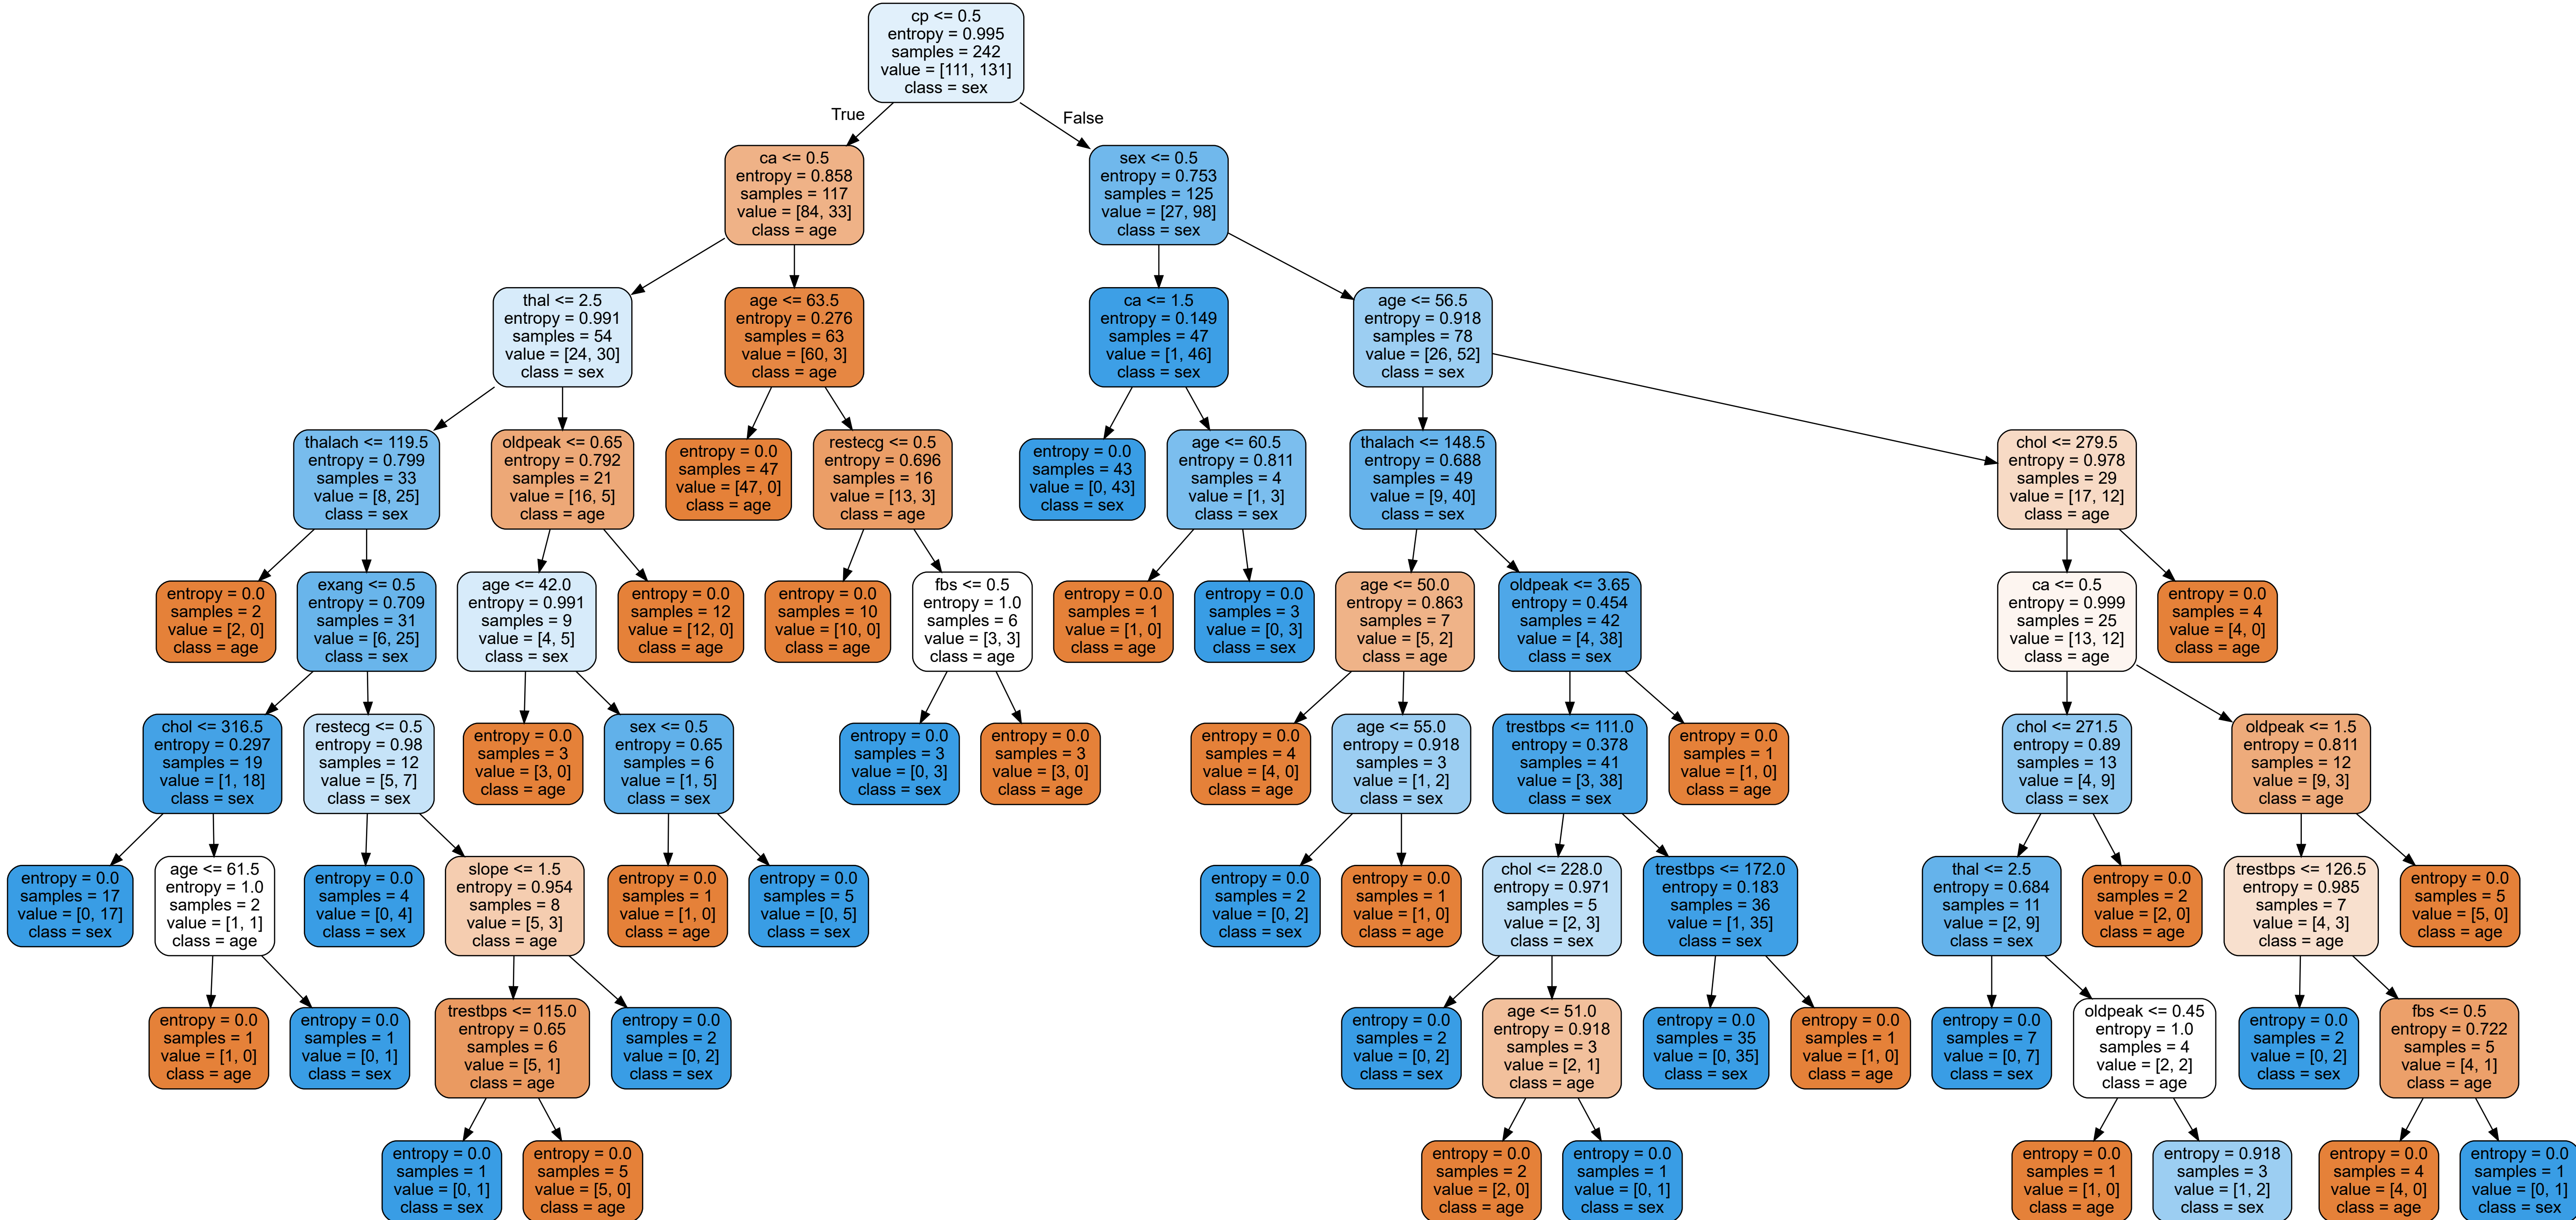 cp <= 0.5
entropy = 0.995
samples = 242
value = [111, 131]
class = sex
True
False
ca <= 0.5
entropy = 0.858
samples = 117
value = [84, 33]
class = age
sex <= 0.5
entropy = 0.753
samples = 125
value = [27, 98]
class = sex
thal <= 2.5
entropy = 0.991
samples = 54
value = [24, 30]
class = sex
age <= 63.5
entropy = 0.276
samples = 63
value = [60, 3]
class = age
ca <= 1.5
entropy = 0.149
samples = 47
value = [1, 46]
class = sex
age <= 56.5
entropy = 0.918
samples = 78
value = [26, 52]
class = sex
thalach <= 119.5
entropy = 0.799
samples = 33
value = [8, 25]
class = sex
oldpeak <= 0.65
entropy = 0.792
samples = 21
value = [16, 5]
class = age
entropy = 0.0
samples = 47
value = [47, 0]
class = age
restecg <= 0.5
entropy = 0.696
samples = 16
value = [13, 3]
class = age
entropy = 0.0
samples = 43
value = [0, 43]
class = sex
age <= 60.5
entropy = 0.811
samples = 4
value = [1, 3]
class = sex
thalach <= 148.5
entropy = 0.688
samples = 49
value = [9, 40]
class = sex
chol <= 279.5
entropy = 0.978
samples = 29
value = [17, 12]
class = age
entropy = 0.0
samples = 2
value = [2, 0]
class = age
exang <= 0.5
entropy = 0.709
samples = 31
value = [6, 25]
class = sex
age <= 42.0
entropy = 0.991
samples = 9
value = [4, 5]
class = sex
entropy = 0.0
samples = 12
value = [12, 0]
class = age
entropy = 0.0
samples = 10
value = [10, 0]
class = age
fbs <= 0.5
entropy = 1.0
samples = 6
value = [3, 3]
class = age
entropy = 0.0
samples = 1
value = [1, 0]
class = age
entropy = 0.0
samples = 3
value = [0, 3]
class = sex
age <= 50.0
entropy = 0.863
samples = 7
value = [5, 2]
class = age
oldpeak <= 3.65
entropy = 0.454
samples = 42
value = [4, 38]
class = sex
ca <= 0.5
entropy = 0.999
samples = 25
value = [13, 12]
class = age
entropy = 0.0
samples = 4
value = [4, 0]
class = age
chol <= 316.5
entropy = 0.297
samples = 19
value = [1, 18]
class = sex
restecg <= 0.5
entropy = 0.98
samples = 12
value = [5, 7]
class = sex
entropy = 0.0
samples = 3
value = [3, 0]
class = age
sex <= 0.5
entropy = 0.65
samples = 6
value = [1, 5]
class = sex
entropy = 0.0
samples = 3
value = [0, 3]
class = sex
entropy = 0.0
samples = 3
value = [3, 0]
class = age
entropy = 0.0
samples = 4
value = [4, 0]
class = age
age <= 55.0
entropy = 0.918
samples = 3
value = [1, 2]
class = sex
trestbps <= 111.0
entropy = 0.378
samples = 41
value = [3, 38]
class = sex
entropy = 0.0
samples = 1
value = [1, 0]
class = age
chol <= 271.5
entropy = 0.89
samples = 13
value = [4, 9]
class = sex
oldpeak <= 1.5
entropy = 0.811
samples = 12
value = [9, 3]
class = age
entropy = 0.0
samples = 17
value = [0, 17]
class = sex
age <= 61.5
entropy = 1.0
samples = 2
value = [1, 1]
class = age
entropy = 0.0
samples = 4
value = [0, 4]
class = sex
slope <= 1.5
entropy = 0.954
samples = 8
value = [5, 3]
class = age
entropy = 0.0
samples = 1
value = [1, 0]
class = age
entropy = 0.0
samples = 5
value = [0, 5]
class = sex
entropy = 0.0
samples = 2
value = [0, 2]
class = sex
entropy = 0.0
samples = 1
value = [1, 0]
class = age
chol <= 228.0
entropy = 0.971
samples = 5
value = [2, 3]
class = sex
trestbps <= 172.0
entropy = 0.183
samples = 36
value = [1, 35]
class = sex
thal <= 2.5
entropy = 0.684
samples = 11
value = [2, 9]
class = sex
entropy = 0.0
samples = 2
value = [2, 0]
class = age
trestbps <= 126.5
entropy = 0.985
samples = 7
value = [4, 3]
class = age
entropy = 0.0
samples = 5
value = [5, 0]
class = age
entropy = 0.0
samples = 1
value = [1, 0]
class = age
entropy = 0.0
samples = 1
value = [0, 1]
class = sex
trestbps <= 115.0
entropy = 0.65
samples = 6
value = [5, 1]
class = age
entropy = 0.0
samples = 2
value = [0, 2]
class = sex
entropy = 0.0
samples = 2
value = [0, 2]
class = sex
age <= 51.0
entropy = 0.918
samples = 3
value = [2, 1]
class = age
entropy = 0.0
samples = 35
value = [0, 35]
class = sex
entropy = 0.0
samples = 1
value = [1, 0]
class = age
entropy = 0.0
samples = 7
value = [0, 7]
class = sex
oldpeak <= 0.45
entropy = 1.0
samples = 4
value = [2, 2]
class = age
entropy = 0.0
samples = 2
value = [0, 2]
class = sex
fbs <= 0.5
entropy = 0.722
samples = 5
value = [4, 1]
class = age
entropy = 0.0
samples = 1
value = [0, 1]
class = sex
entropy = 0.0
samples = 5
value = [5, 0]
class = age
entropy = 0.0
samples = 2
value = [2, 0]
class = age
entropy = 0.0
samples = 1
value = [0, 1]
class = sex
entropy = 0.0
samples = 1
value = [1, 0]
class = age
entropy = 0.918
samples = 3
value = [1, 2]
class = sex
entropy = 0.0
samples = 4
value = [4, 0]
class = age
entropy = 0.0
samples = 1
value = [0, 1]
class = sex